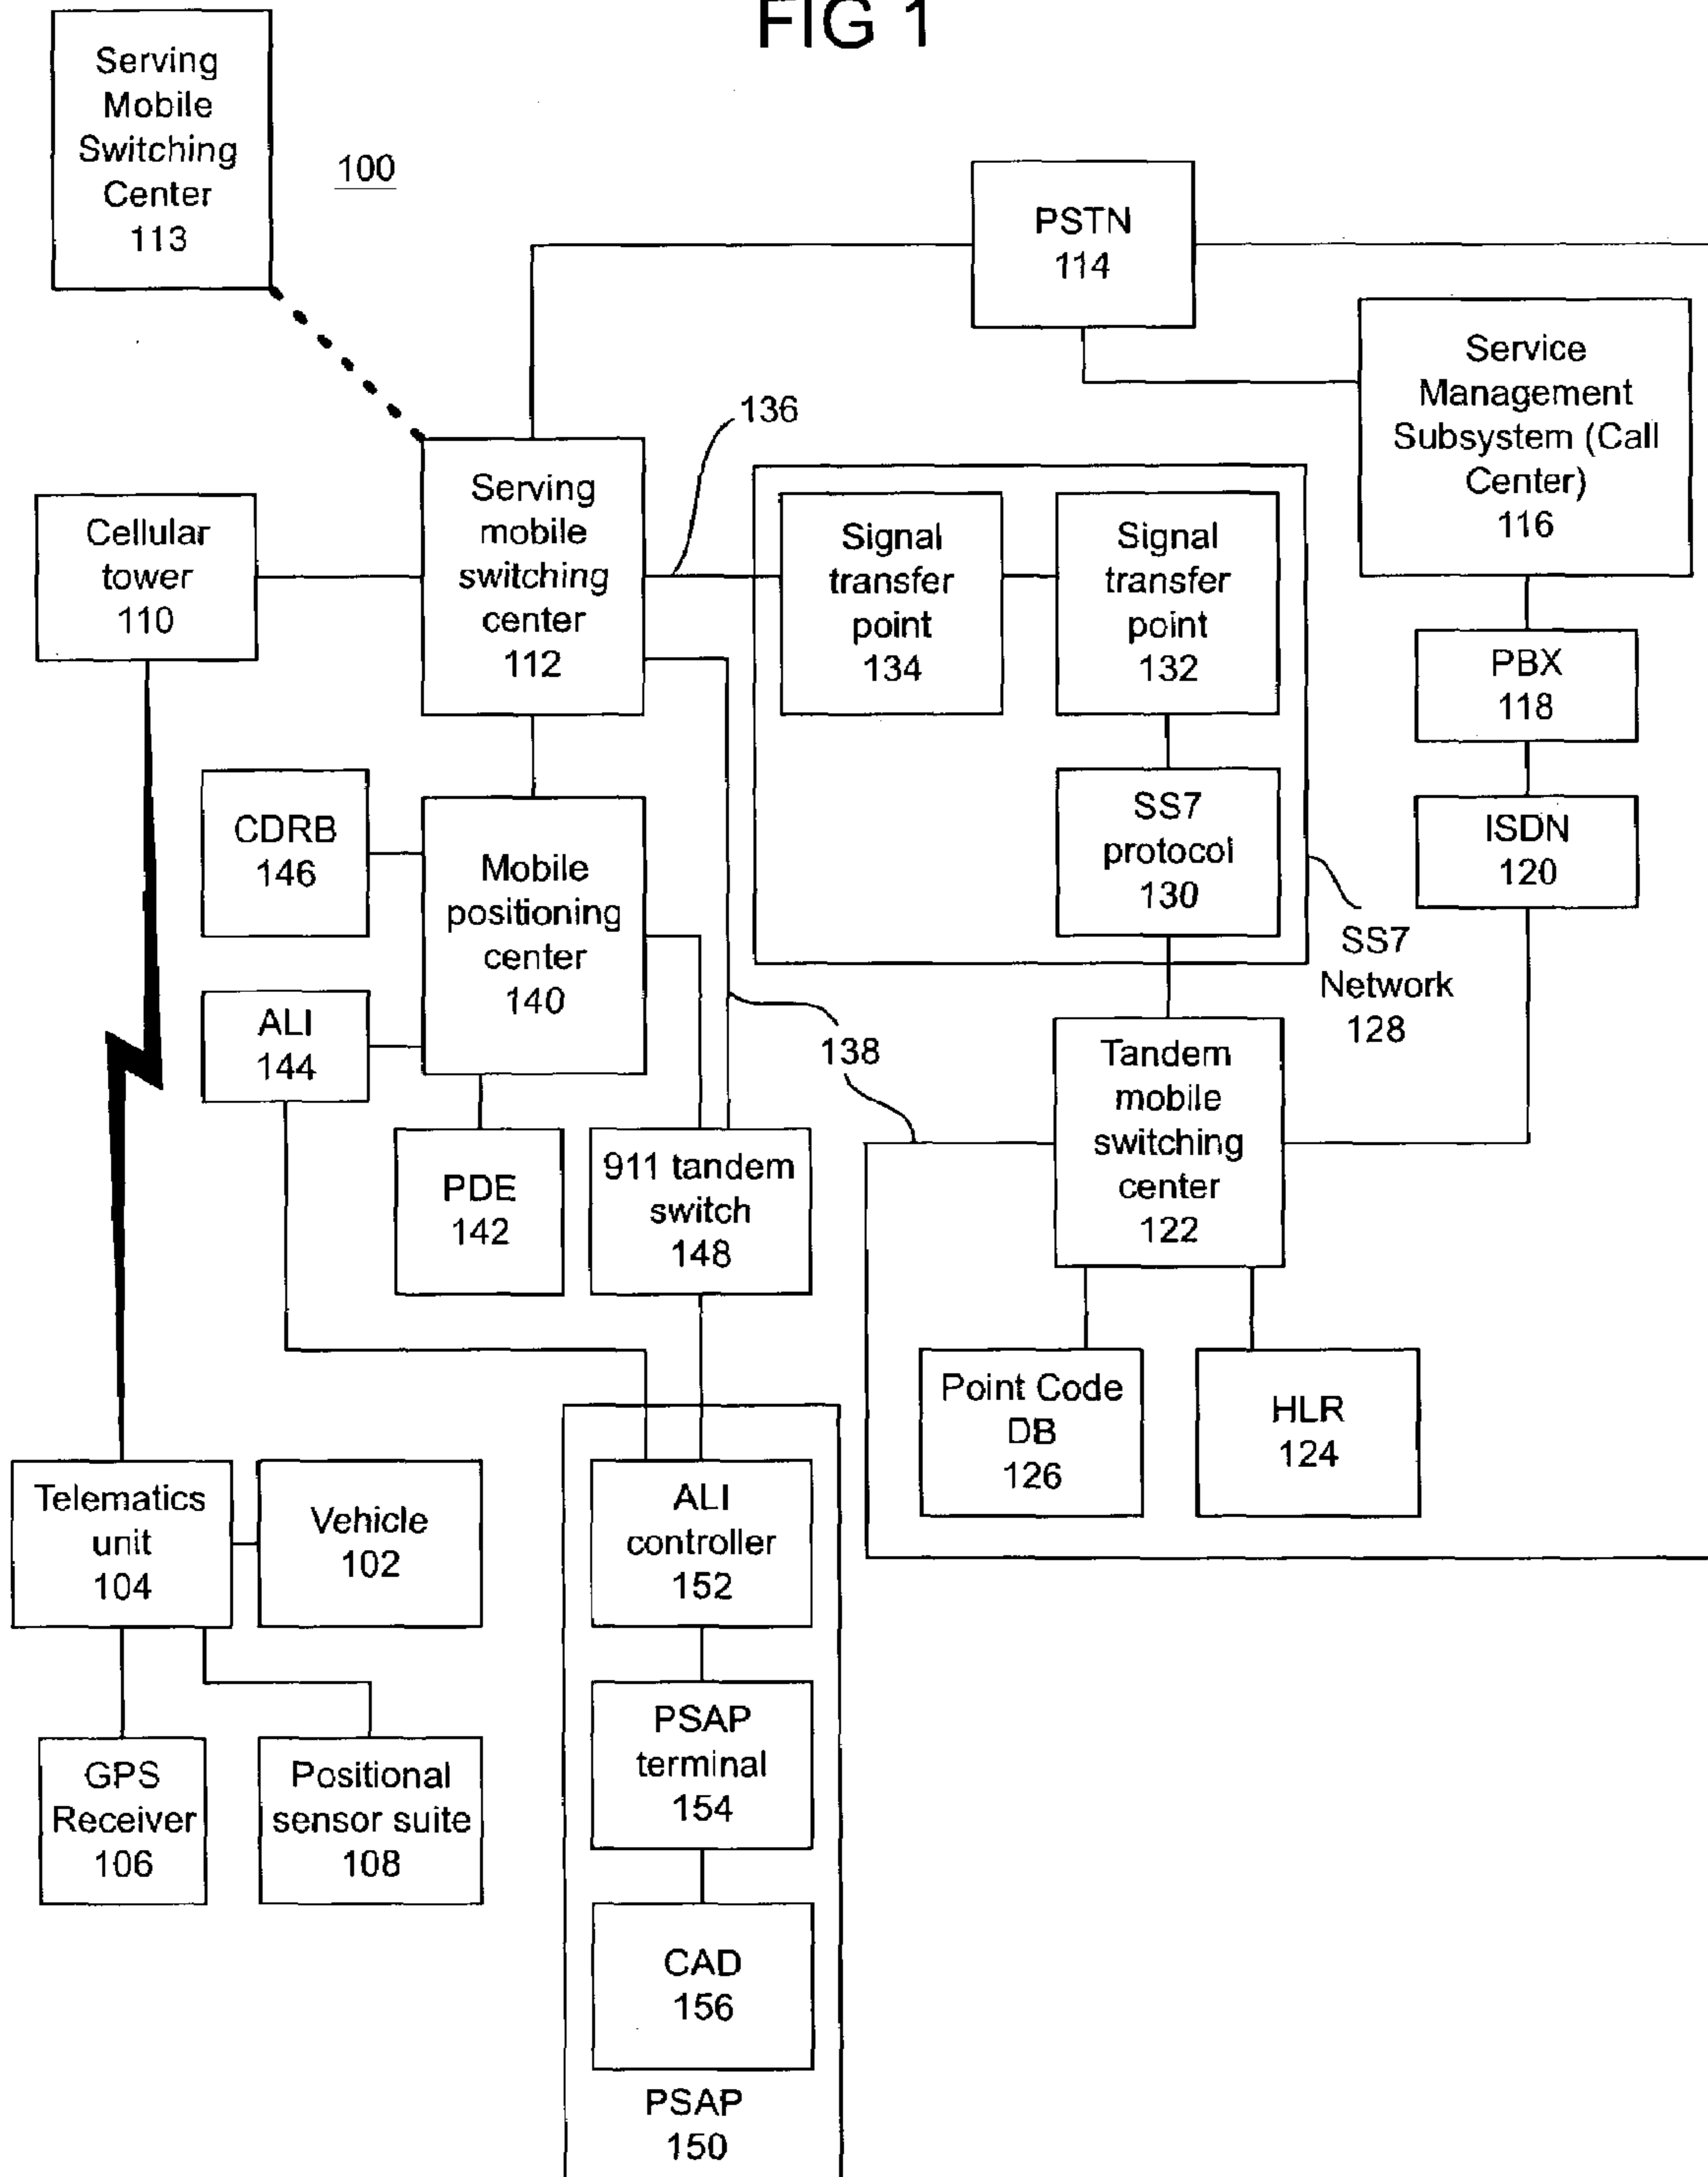 FIG 1
Serving
Mobile
Switching
Center
113
100
PSTN
114
Service
Management
Subsystem (Call
Center)
116
136
Serving
mobile
switching
center
112
Signal
transfer
point
134
Signal
transfer
point
132
Cellular
tower
110
PBX
118
CDRB
146
Mobile
positioning
center
140
SS7
protocol
130
ISDN
120
SS7
Network
128
ALI
144
138
Tandem
mobile
switching
center
122
PDE
142
911 tandem
switch
148
Point Code
DB
126
HLR
124
Telematics
unit
104
Vehicle
102
ALI
controller
152
GPS
Receiver
106
Positional
sensor suite
108
PSAP
terminal
154
CAD
156
PSAP
150